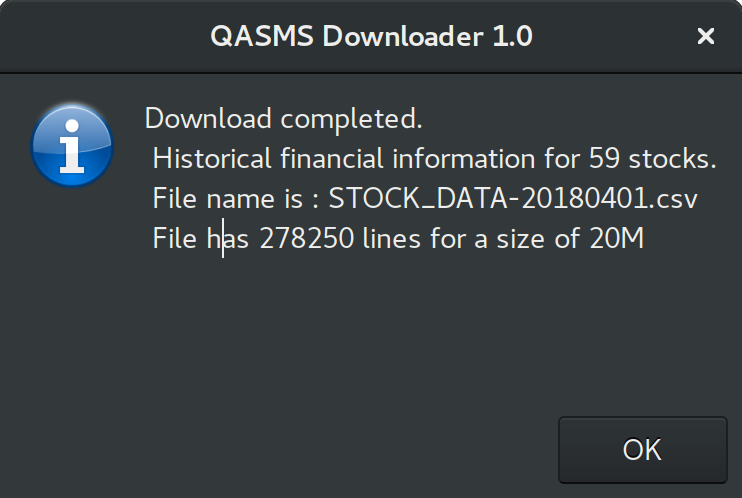 QASMS Downloader 1.0
Download completed.
Historical financial information for 59 stocks.
File name is : STOCK_DATA-20180401.csv
File has 278250 lines for a size of 20M
OK